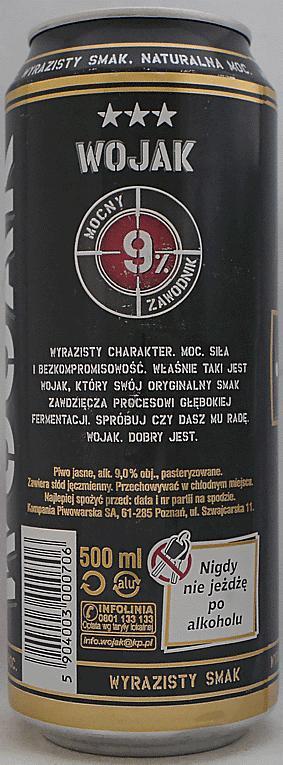 WYRAZISTY SMAK. NATURALNA MOC.
WOJAK
MOCNY
9%
ZAWODNIK
WYRAZISTY CHARAKTER. MOC. SIŁA
I BEZKOMPROMISOWOŚĆ. WŁAŚNIE TAKI JEST
WOJAK, KTÓRY SWÓJ ORYGINALNY SMAK
ZAWDZIĘCZA PROCESOWI GŁĘBOKIEJ
FERMENTACJI. SPRÓBUJ CZY DASZ MU RADĘ.
WOJAK. DOBRY JEST.
Piwo jasne, alk. 9,0% obj., pasteryzowane.
Zawiera słód jęczmienny. Przechowywać w chłodnym miejscu.
Najlepiej spożyć przed: data i nr partii na spodzie.
Kompania Piwowarska SA, 61-285 Poznań, ul. Szwajcarska 11.
500 ml
alu
INFOLINIA
0801 133 133
Opłata wg taryfy lokalnej
info.wojak@kp.pl
Nigdy
nie jeżdżę
po
alkoholu
5 904003 000706
WYRAZISTY SMAK